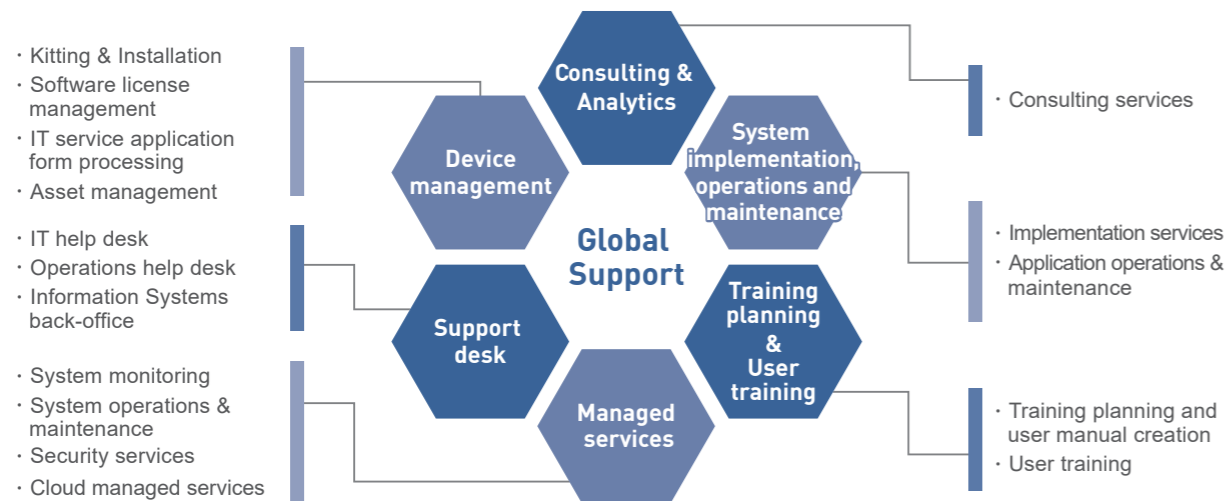 ・Kitting & Installation
・Software license
management
・IT service application
form processing
・Asset management
・IT help desk
・Operations help desk
・Information Systems
back-office
・System monitoring
・System operations &
maintenance
・Security services
・Cloud managed services
Consulting &
Analytics
Device
management
System
implementation,
operations and
maintenance
Global
Support
Support
desk
Training
planning
&
User
training
Managed
services
・Consulting services
・Implementation services
・Application operations &
maintenance
・Training planning and
user manual creation
・User training